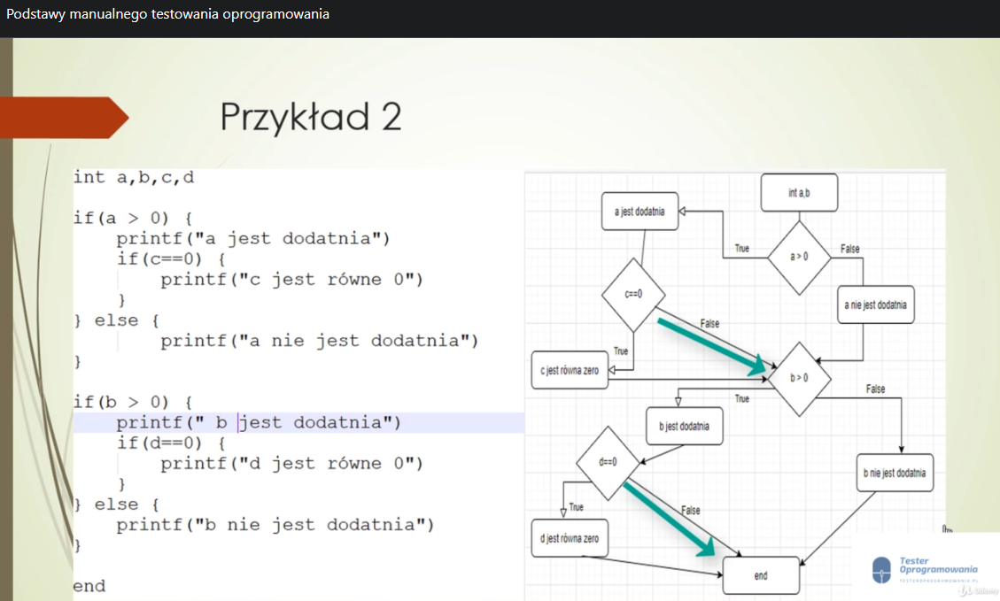 Podstawy manualnego testowania oprogramowania
Przykład 2
int a,b,c,d
if(a > 0) {
printf("a jest dodatnia")
if(c==0) {
printf("c jest równe 0")
}
} else {
printf("a nie jest dodatnia")
}
if(b > 0) {
printf(" b jest dodatnia")
if(d==0) {
printf("d jest równe 0")
}
} else {
printf("b nie jest dodatnia")
}
end
int a,b
a jest dodatnia
True
a > 0
False
c==0
a nie jest dodatnia
False
True
c jest równa zero
b > 0
True
False
b jest dodatnia
d==0
b nie jest dodatnia
True
False
d jest równa zero
end
Tester
Oprogramowania
TESTEROPROGRAMOWANIA.PL
Udemy